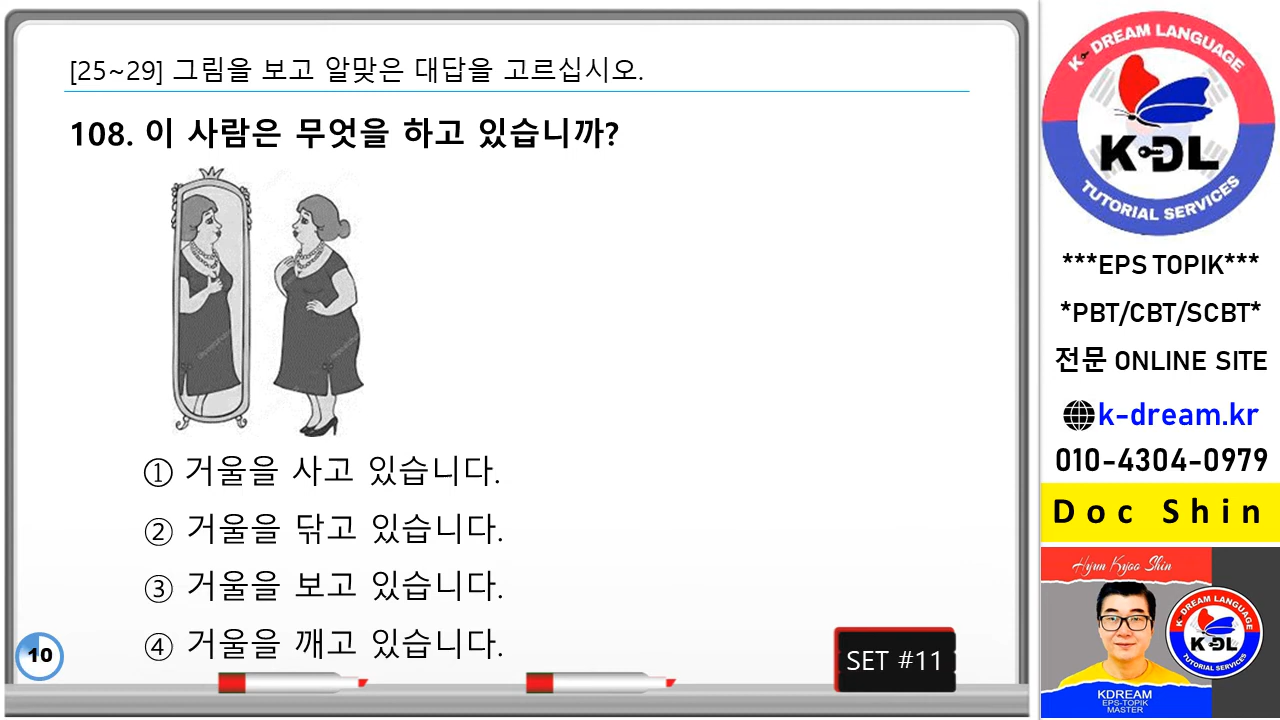 [25~29] 그림을 보고 알맞은 대답을 고르십시오.
108. 이 사람은 무엇을 하고 있습니까?
① 거울을 사고 있습니다.
② 거울을 닦고 있습니다.
③ 거울을 보고 있습니다.
④ 거울을 깨고 있습니다.
10
SET #11
K- DREAM LANGUAGE
K DL
TUTORIAL SERVICES
***EPS TOPIK***
*PBT/CBT/SCBT*
전문 ONLINE SITE
k-dream.kr
010-4304-0979
Doc Shin
Hyun Kyoo Shin
K- DREAM LANGUAGE
K DL
TUTORIAL SERVICES
KDREAM
EPS-TOPIK
MASTER